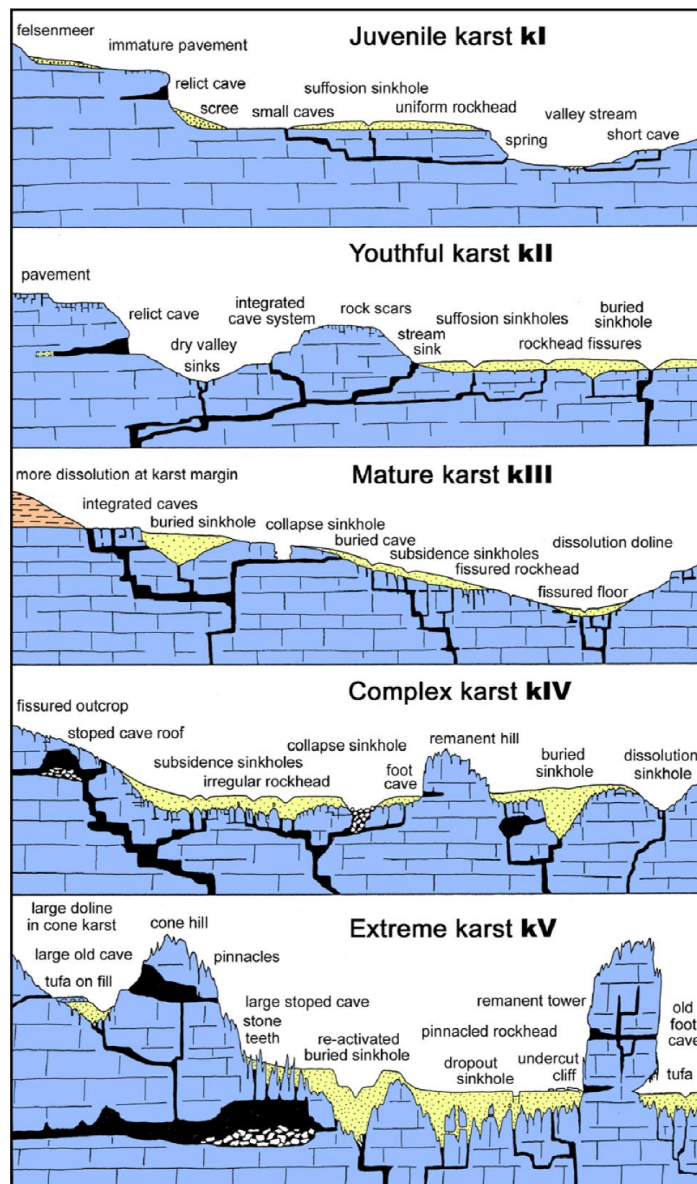 Juvenile karst kI
felsenmeer
immature pavement
relict cave
scree
small caves
suffosion sinkhole
uniform rockhead
spring
valley stream
short cave
Youthful karst kII
pavement
relict cave
dry valley
sinks
integrated
cave system
rock scars
stream
sink
suffosion sinkholes
rockhead fissures
buried
sinkhole
Mature karst kIII
more dissolution at karst margin
integrated caves
buried sinkhole
collapse sinkhole
buried cave
subsidence sinkholes
fissured rockhead
dissolution doline
fissured floor
Complex karst kIV
fissured outcrop
stoped cave roof
subsidence sinkholes
irregular rockhead
collapse sinkhole
foot
cave
remanent hill
buried
sinkhole
dissolution
sinkhole
Extreme karst kV
large doline
in cone karst
large old cave
tufa on fill
cone hill
pinnacles
large stoped cave
stone
teeth
re-activated
buried sinkhole
remanent tower
pinnacled rockhead
dropout
sinkhole
undercut
cliff
old
foot
cave
tufa